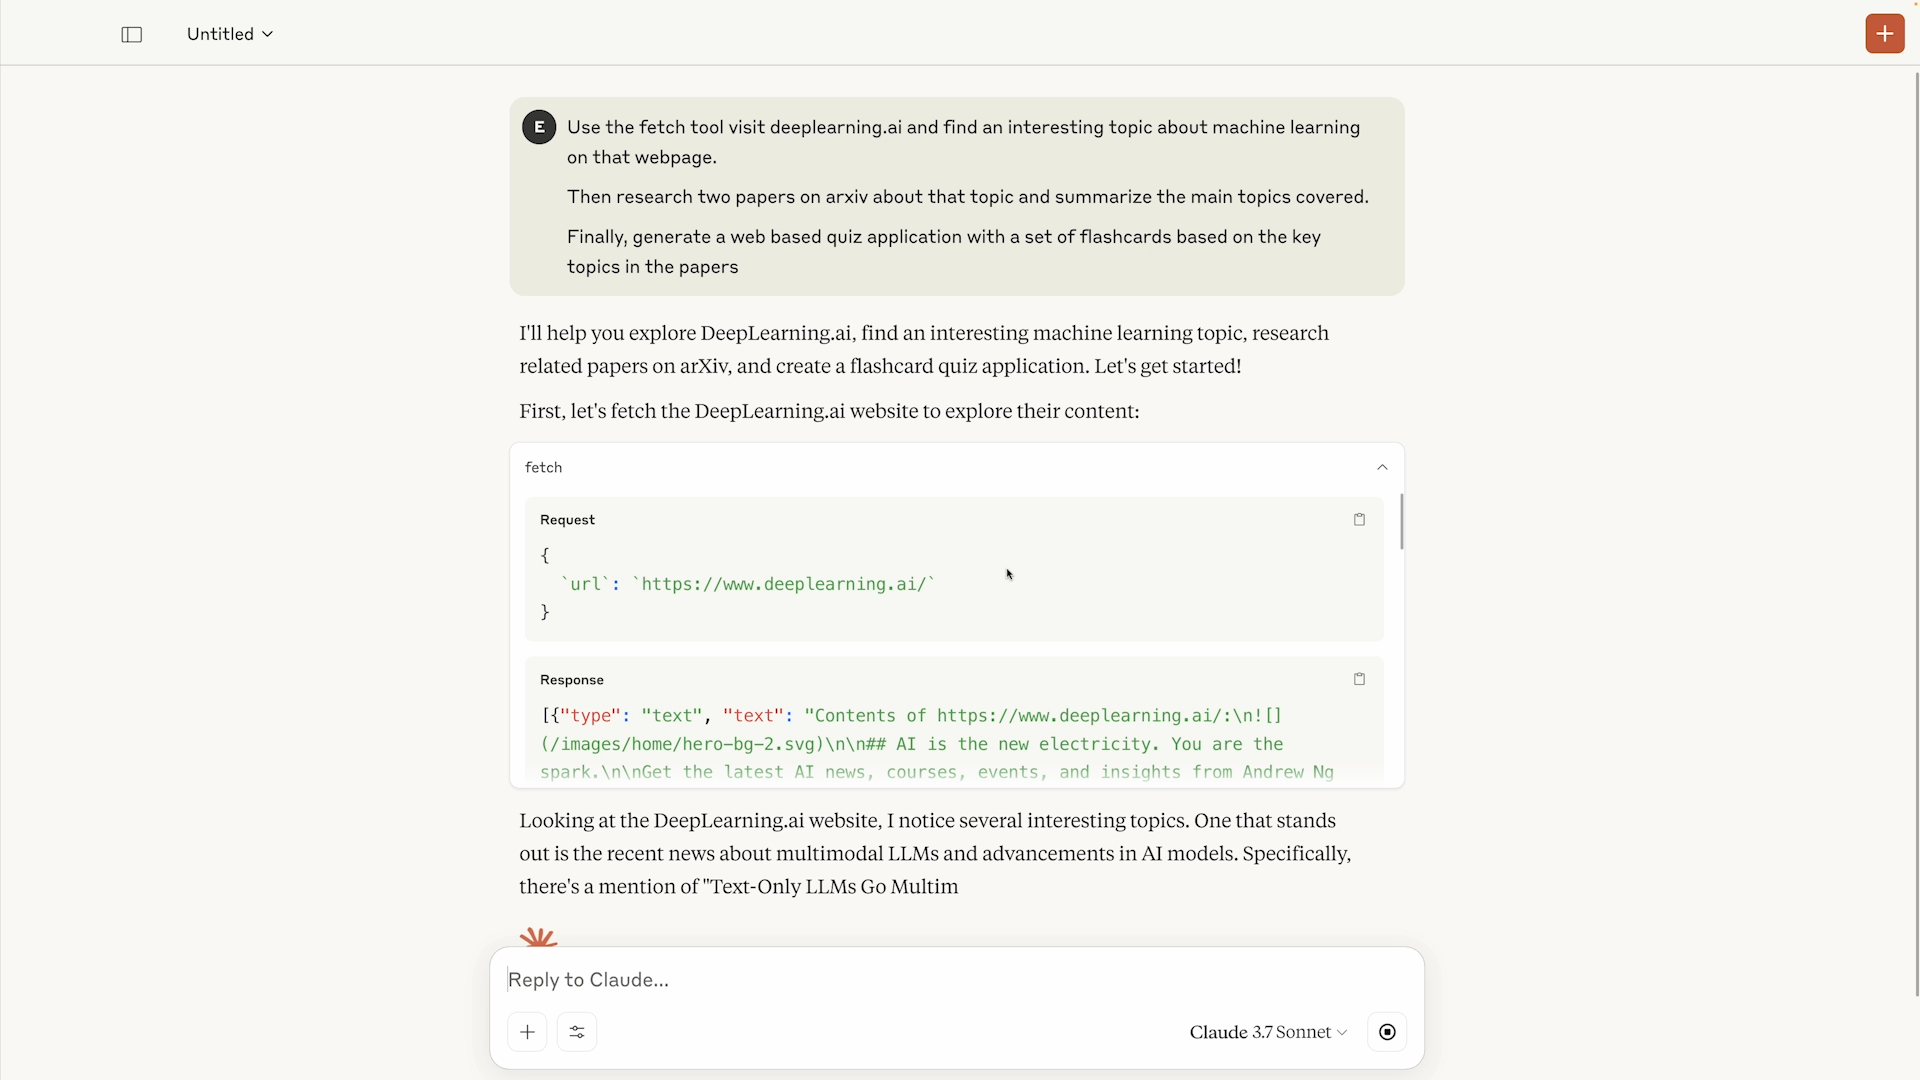 Untitled
E
Use the fetch tool visit deeplearning.ai and find an interesting topic about machine learning
on that webpage.
Then research two papers on arxiv about that topic and summarize the main topics covered.
Finally, generate a web based quiz application with a set of flashcards based on the key
topics in the papers
I'll help you explore DeepLearning.ai, find an interesting machine learning topic, research
related papers on arXiv, and create a flashcard quiz application. Let's get started!
First, let's fetch the DeepLearning.ai website to explore their content:
fetch
Request
{
`url`: `https://www.deeplearning.ai/`
}
Response
[{"type": "text", "text": "Contents of https://www.deeplearning.ai/:\n![]
(/images/home/hero-bg-2.svg)\n\n## AI is the new electricity. You are the
spark.\n\nGet the latest AI news, courses, events, and insights from Andrew Ng
Looking at the DeepLearning.ai website, I notice several interesting topics. One that stands
out is the recent news about multimodal LLMs and advancements in AI models. Specifically,
there's a mention of "Text-Only LLMs Go Multim
Reply to Claude...
Claude 3.7 Sonnet